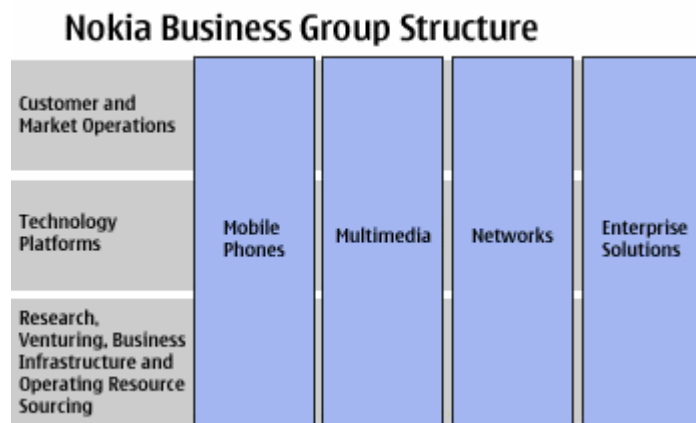 Nokia Business Group Structure
Customer and
Market Operations
Technology
Platforms
Mobile
Phones
Multimedia
Networks
Enterprise
Solutions
Research,
Venturing, Business
Infrastructure and
Operating Resource
Sourcing